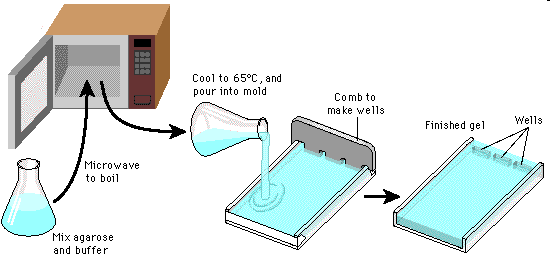 Mix agarose
and buffer
Microwave
to boil
Cool to 65°C, and
pour into mold
Comb to
make wells
Finished gel
Wells